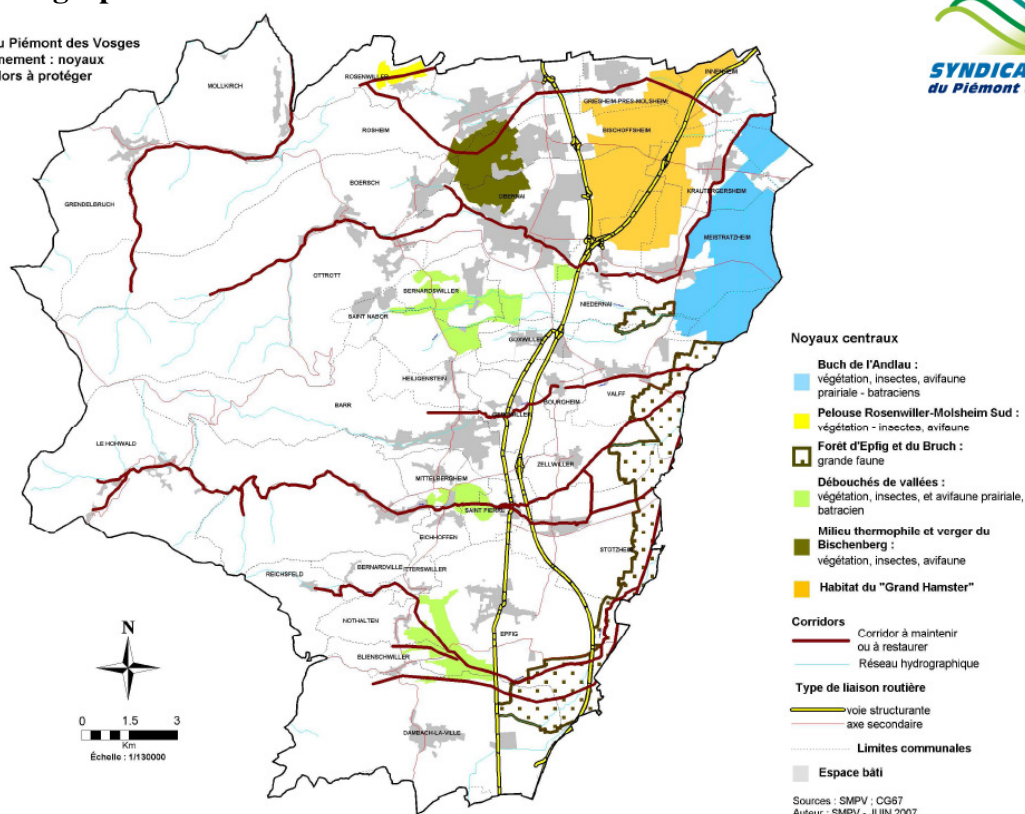 u Piémont des Vosges
nement : noyaux
lors à protéger
SYNDICA
du Piémont
MOLLKIRCH
ROSENWILLER
INNENHEIM
GRIESHEIM-PRES-MOLSHEIM
ROSHEIM
BISCHOFFSHEIM
BOERSCH
KRAUTERGERSHEIM
GRENDELBRUCH
OBERNAI
MEISTRATZHEIM
OTTROTT
BERNARDSWILLER
NIEDERNAI
SAINT NABOR
GOXWILLER
HEILIGENSTEIN
VALFF
BOURGHEIM
BARR
LE HOHWALD
ZELLWILLER
MITTELBERGHEIM
SAINT PIERRE
EICHHOFFEN
STOTZHEIM
BERNARDVILLE
ITTERSWILLER
REICHSFELD
NOTHALTEN
EPFIG
BLIENSCHWILLER
DAMBACH-LA-VILLE
N
0 1.5 3
Km
Échelle : 1/130000
Noyaux centraux
Buch de l'Andlau :
végétation, insectes, avifaune
prairiale - batraciens
Pelouse Rosenwiller-Molsheim Sud :
végétation - insectes, avifaune
Forêt d'Epfig et du Bruch :
grande faune
Débouchés de vallées :
végétation, insectes, et avifaune prairiale,
batracien
Milieu thermophile et verger du
Bischenberg :
végétation, insectes, avifaune
Habitat du "Grand Hamster"
Corridors
Corridor à maintenir
ou à restaurer
Réseau hydrographique
Type de liaison routière
voie structurante
axe secondaire
Limites communales
Espace bâti
Sources : SMPV ; CG67
Auteur : SMPV - JUIN 2007